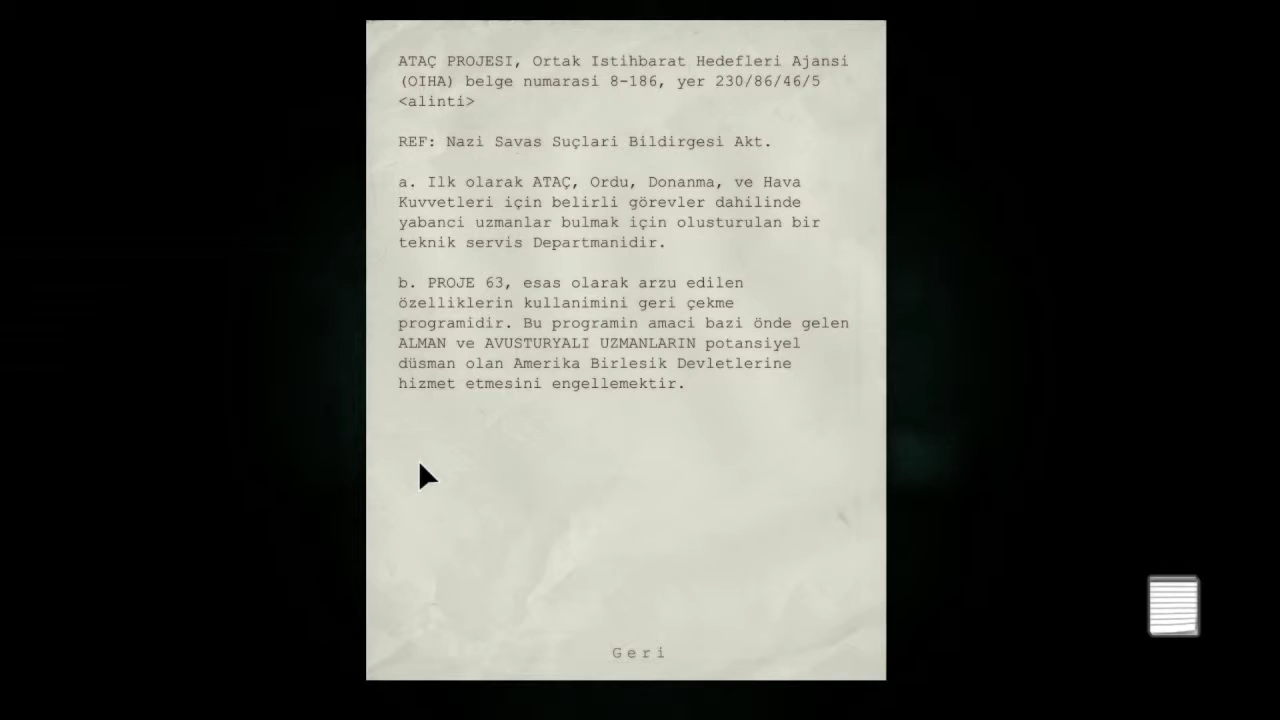 ATAÇ PROJESI, Ortak Istihbarat Hedefleri Ajansi
(OIHA) belge numarasi 8-186, yer 230/86/46/5
<alinti>
REF: Nazi Savas Suçlari Bildirgesi Akt.
a. Ilk olarak ATAÇ, Ordu, Donanma, ve Hava
Kuvvetleri için belirli görevler dahilinde
yabanci uzmanlar bulmak için olusturulan bir
teknik servis Departmanidir.
b. PROJE 63, esas olarak arzu edilen
özelliklerin kullanimini geri çekme
programidir. Bu programin amaci bazi önde gelen
ALMAN ve AVUSTURYALI UZMANLARIN potansiyel
düsman olan Amerika Birlesik Devletlerine
hizmet etmesini engellemektir.
Geri